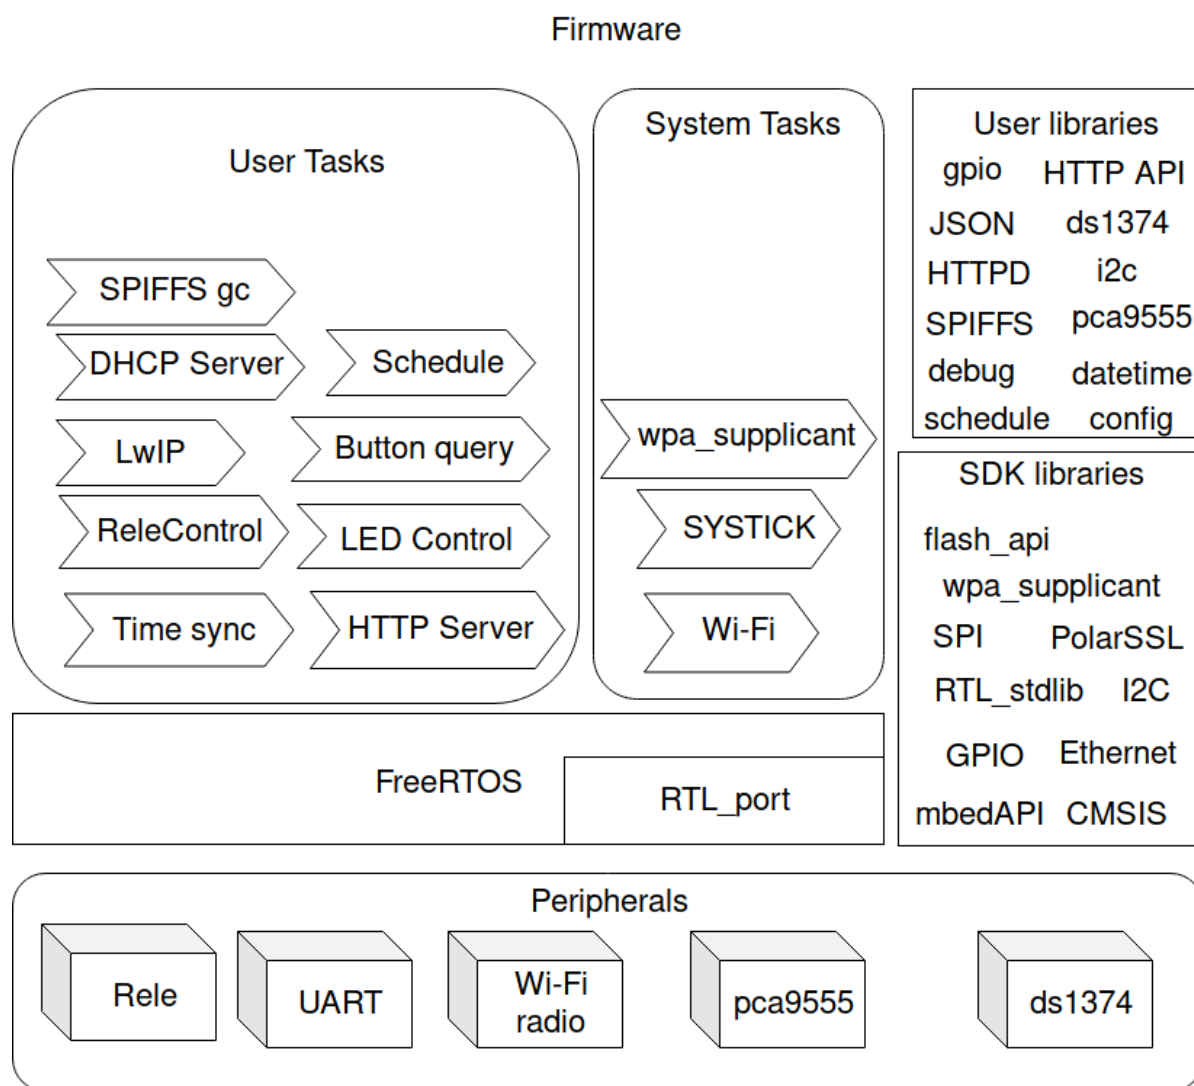 Firmware
User Tasks
SPIFFS gc
DHCP Server
Schedule
LwIP
Button query
ReleControl
LED Control
Time sync
HTTP Server
System Tasks
wpa_supplicant
SYSTICK
Wi-Fi
User libraries
gpio HTTP API
JSON ds1374
HTTPD i2c
SPIFFS pca9555
debug datetime
schedule config
SDK libraries
flash_api
wpa_supplicant
SPI PolarSSL
RTL_stdlib I2C
GPIO Ethernet
mbedAPI CMSIS
FreeRTOS
RTL_port
Peripherals
Rele
UART
Wi-Fi
radio
pca9555
ds1374